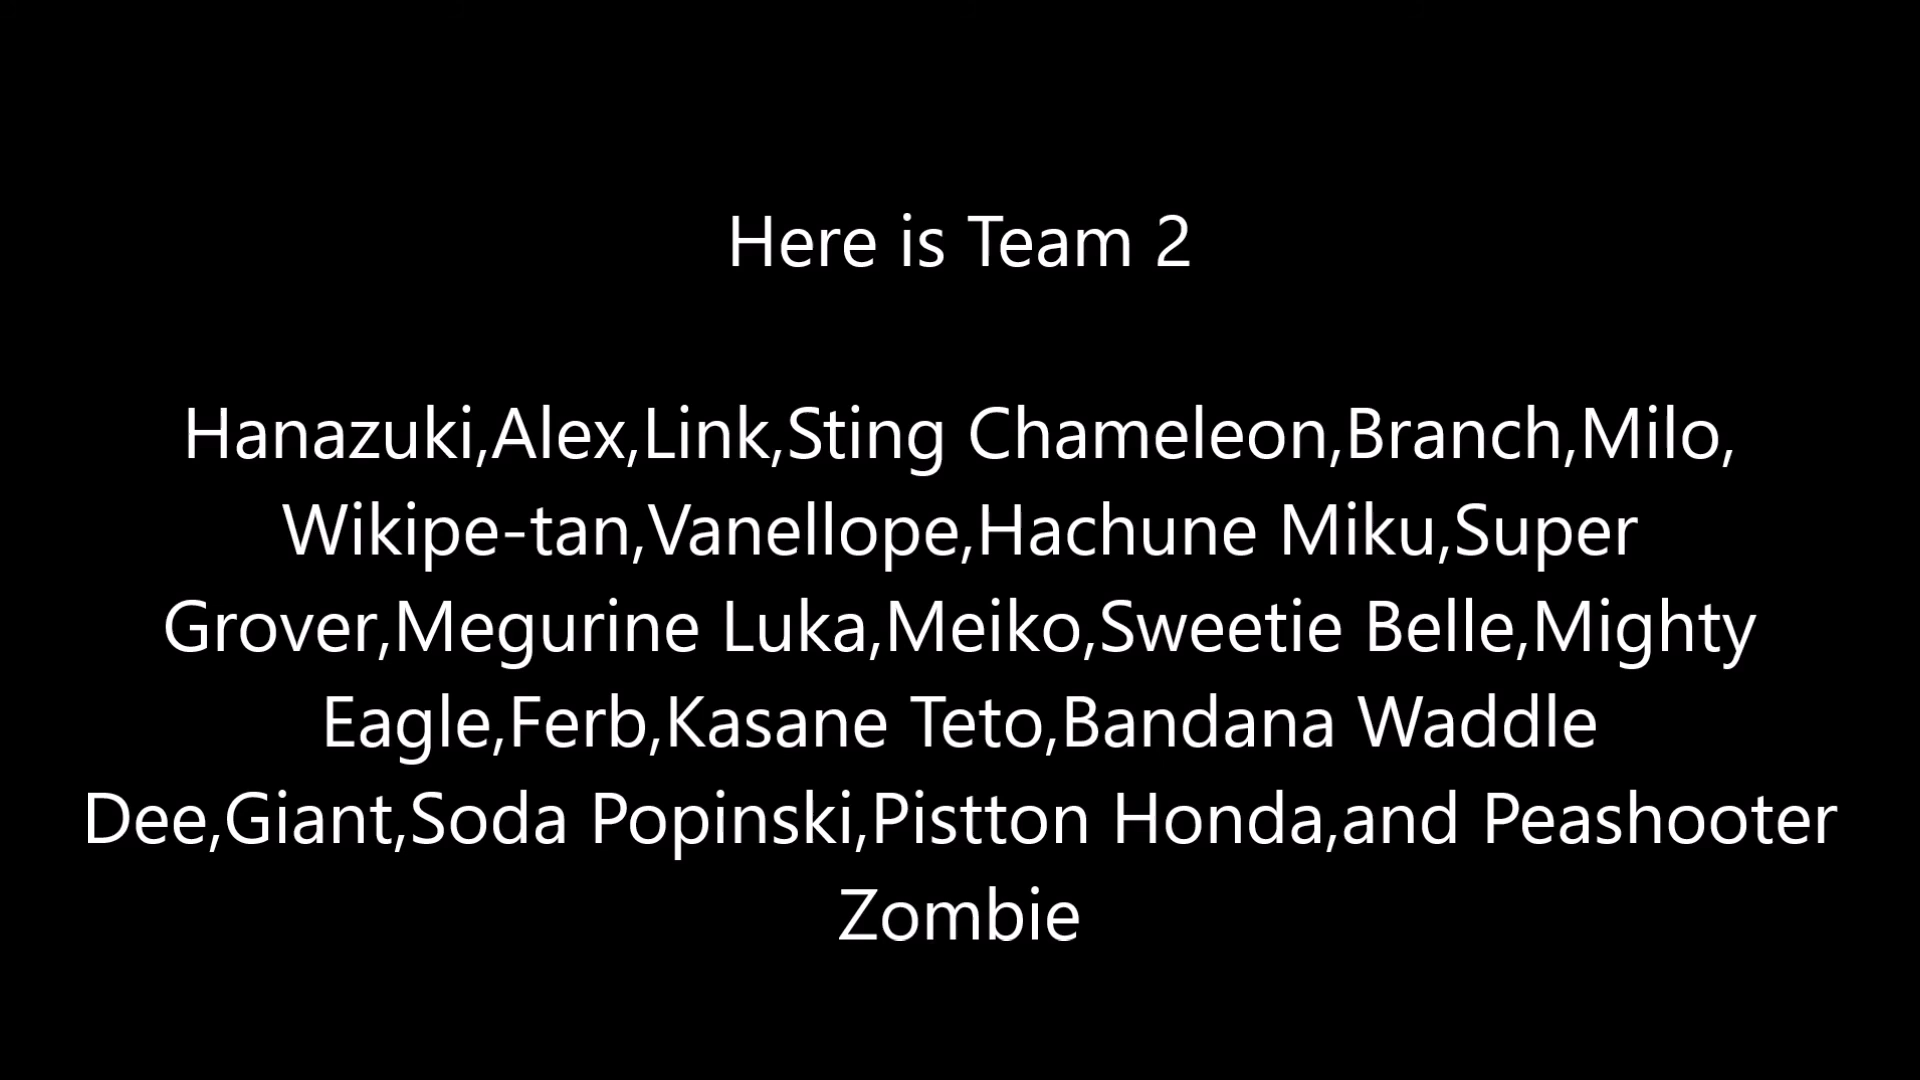 Here is Team 2
Hanazuki,Alex,Link,Sting Chameleon,Branch,Milo,
Wikipe-tan,Vanellope,Hachune Miku,Super
Grover,Megurine Luka,Meiko,Sweetie Belle,Mighty
Eagle,Ferb,Kasane Teto,Bandana Waddle
Dee,Giant,Soda Popinski,Pistton Honda,and Peashooter
Zombie